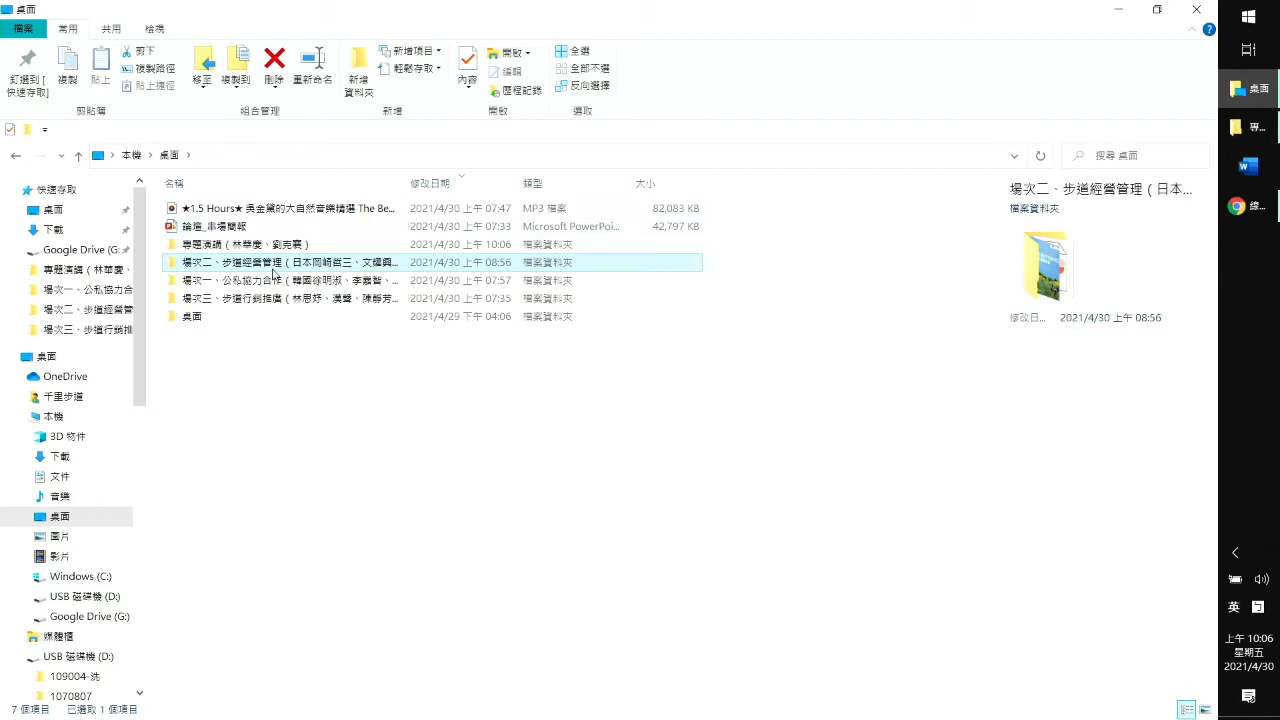 桌面
檔案 常用 共用 檢視
釘選到 [快速存取]
複製
貼上
剪下
複製路徑
貼上捷徑
剪貼簿
移至
複製到
刪除
重新命名
組合管理
新增資料夾
新增項目
輕鬆存取
新增
內容
開啟
編輯
歷程記錄
開啟
全選
全部不選
反向選擇
選取
本機 桌面
搜尋 桌面
名稱 修改日期 類型 大小
★1.5 Hours★ 吳金黛的大自然音樂精選 The Be... 2021/4/30 上午 07:47 MP3 檔案 82,083 KB
論壇_串場簡報 2021/4/30 上午 07:33 Microsoft PowerPoi... 42,797 KB
專題演講（林華慶、劉克襄） 2021/4/30 上午 10:06 檔案資料夾
場次二、步道經營管理（日本岡崎哲三、文耀興... 2021/4/30 上午 08:56 檔案資料夾
場次一、公私協力合作（韓國徐明淑、李嘉智、... 2021/4/30 上午 07:57 檔案資料夾
場次三、步道行銷推廣（林思妤、漢聲、陳靜芳... 2021/4/30 上午 07:35 檔案資料夾
桌面 2021/4/29 下午 04:06 檔案資料夾
快速存取
桌面
下載
Google Drive (G:
專題演講（林華慶、
場次一、公私協力合
場次二、步道經營管
場次三、步道行銷推
桌面
OneDrive
千里步道
本機
3D 物件
下載
文件
音樂
桌面
圖片
影片
Windows (C:)
USB 磁碟機 (D:)
Google Drive (G:)
媒體櫃
USB 磁碟機 (D:)
109004-洗
1070807
場次二、步道經營管理（日本...
檔案資料夾
修改日... 2021/4/30 上午 08:56
7 個項目 已選取 1 個項目
桌面
專...
綠...
英
上午 10:06
星期五
2021/4/30